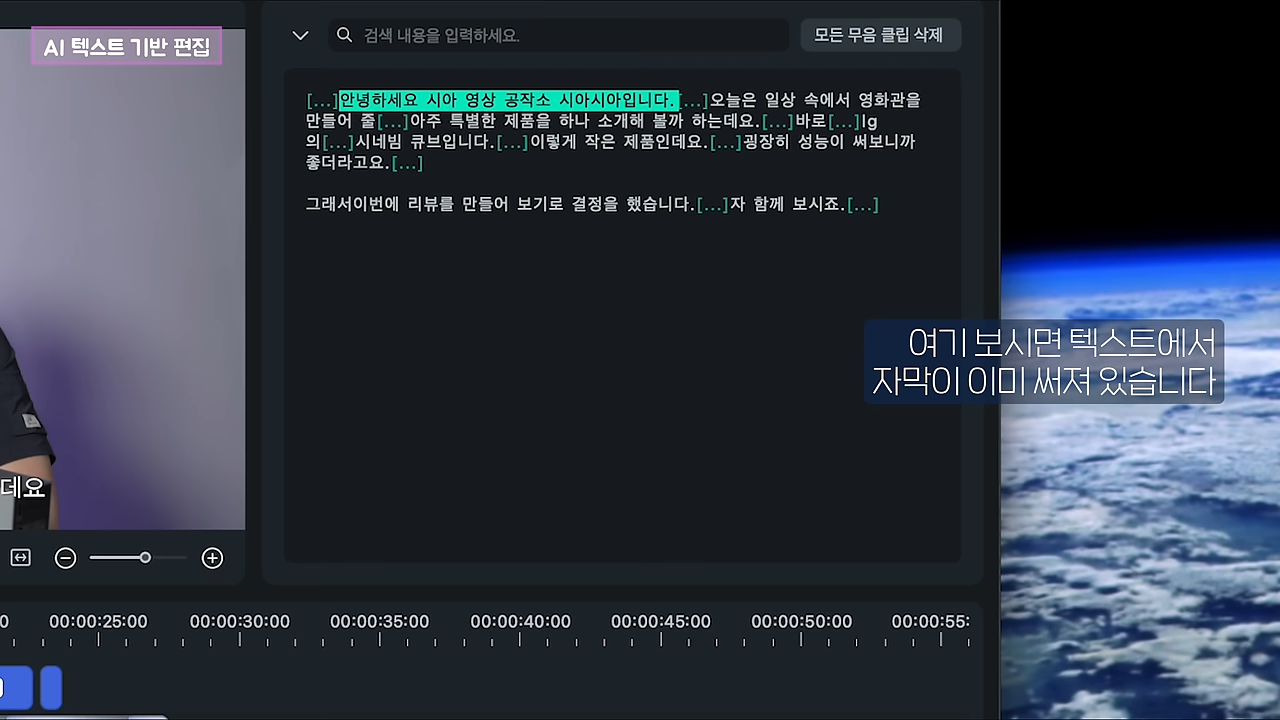 AI 텍스트 기반 편집
검색 내용을 입력하세요.
모든 무음 클립 삭제
[...]안녕하세요 시아 영상 공작소 시아시아입니다.[...]오늘은 일상 속에서 영화관을
만들어 줄[...]아주 특별한 제품을 하나 소개해 볼까 하는데요.[...]바로[...]lg
의[...]시네빔 큐브입니다.[...]이렇게 작은 제품인데요.[...]굉장히 성능이 써보니까
좋더라고요.[...]
그래서이번에 리뷰를 만들어 보기로 결정을 했습니다.[...]자 함께 보시죠.[...]
여기 보시면 텍스트에서
자막이 이미 써져 있습니다
데요
0 00:00:25:00 00:00:30:00 00:00:35:00 00:00:40:00 00:00:45:00 00:00:50:00 00:00:55: